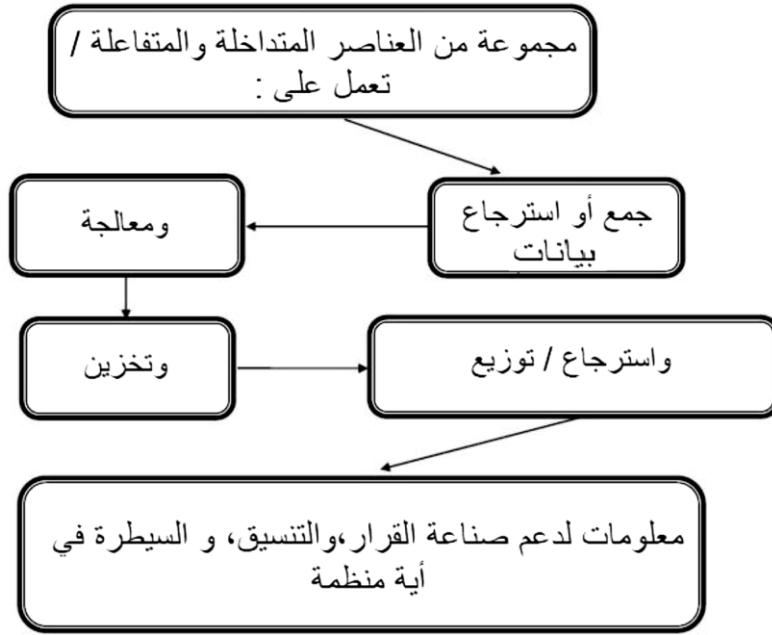 مجموعة من العناصر المتداخلة والمتفاعلة /
تعمل على :
جمع أو استرجاع
بيانات
ومعالجة
وتخزين
واسترجاع / توزيع
معلومات لدعم صناعة القرار،والتنسيق، و السيطرة في
أية منظمة